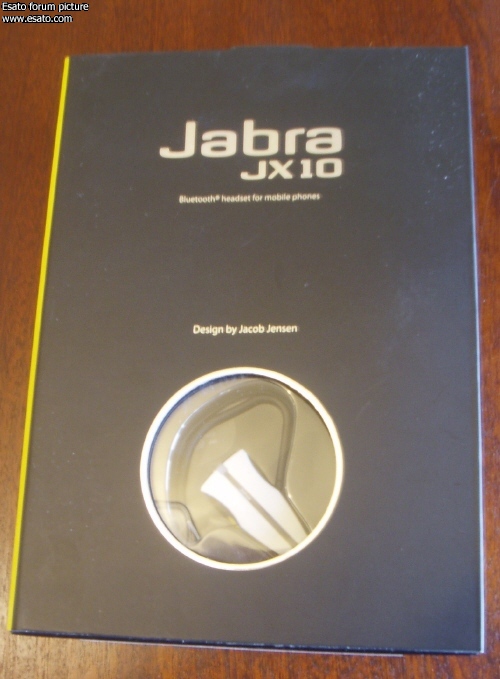 Esato forum picture
www.esato.com
Jabra
JX10
Bluetooth® headset for mobile phones
Design by Jacob Jensen